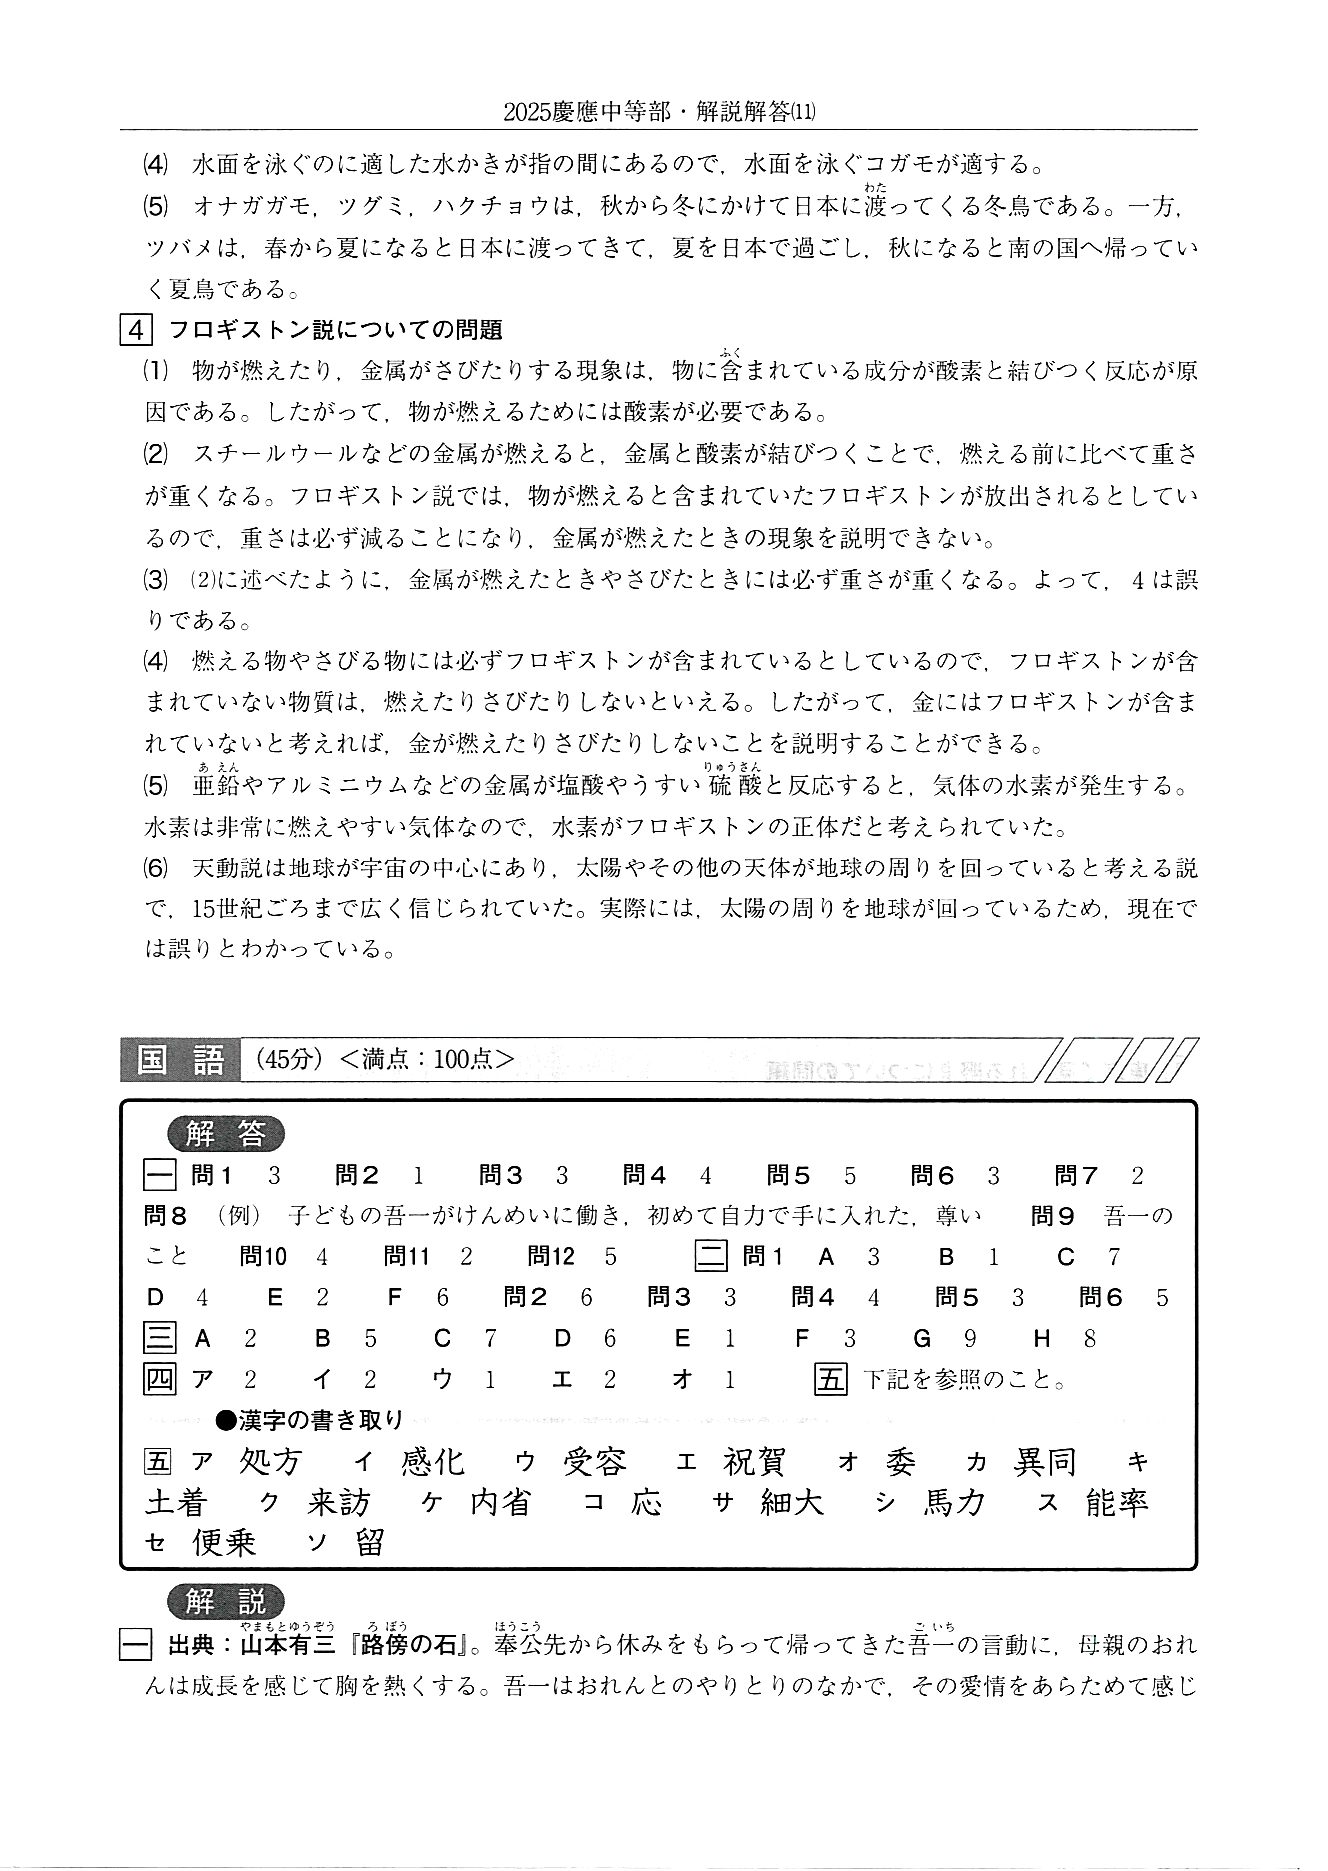 2025慶應中等部・解説解答⑾
⑷ 水面を泳ぐのに適した水かきが指の間にあるので，水面を泳ぐコガモが適する。
⑸ オナガガモ，ツグミ，ハクチョウは，秋から冬にかけて日本に渡ってくる冬鳥である。一方，
ツバメは，春から夏になると日本に渡ってきて，夏を日本で過ごし，秋になると南の国へ帰ってい
く夏鳥である。
4 フロギストン説についての問題
⑴ 物が燃えたり，金属がさびたりする現象は，物に含まれている成分が酸素と結びつく反応が原
因である。したがって，物が燃えるためには酸素が必要である。
⑵ スチールウールなどの金属が燃えると，金属と酸素が結びつくことで，燃える前に比べて重さ
が重くなる。フロギストン説では，物が燃えると含まれていたフロギストンが放出されるとしてい
るので，重さは必ず減ることになり，金属が燃えたときの現象を説明できない。
⑶ ⑵に述べたように，金属が燃えたときやさびたときには必ず重さが重くなる。よって，4は誤
りである。
⑷ 燃える物やさびる物には必ずフロギストンが含まれているとしているので，フロギストンが含
まれていない物質は，燃えたりさびたりしないといえる。したがって，金にはフロギストンが含ま
れていないと考えれば，金が燃えたりさびたりしないことを説明することができる。
⑸ 亜鉛やアルミニウムなどの金属が塩酸やうすい硫酸と反応すると，気体の水素が発生する。
水素は非常に燃えやすい気体なので，水素がフロギストンの正体だと考えられていた。
⑹ 天動説は地球が宇宙の中心にあり，太陽やその他の天体が地球の周りを回っていると考える説
で，15世紀ごろまで広く信じられていた。実際には，太陽の周りを地球が回っているため，現在で
は誤りとわかっている。
国語 （45分）＜満点：100点＞
解答
一 問1 3 問2 1 問3 3 問4 4 問5 5 問6 3 問7 2
問8 （例） 子どもの吾一がけんめいに働き，初めて自力で手に入れた，尊い 問9 吾一の
こと 問10 4 問11 2 問12 5 二 問1 A 3 B 1 C 7
D 4 E 2 F 6 問2 6 問3 3 問4 4 問5 3 問6 5
三 A 2 B 5 C 7 D 6 E 1 F 3 G 9 H 8
四 ア 2 イ 2 ウ 1 エ 2 オ 1 五 下記を参照のこと。
●漢字の書き取り
五 ア 処方 イ 感化 ウ 受容 エ 祝賀 オ 委 カ 異同 キ
土着 ク 来訪 ケ 内省 コ 応 サ 細大 シ 馬力 ス 能率
セ 便乗 ソ 留
解説
一 出典：山本有三『路傍の石』。奉公先から休みをもらって帰ってきた吾一の言動に，母親のおれ
んは成長を感じて胸を熱くする。吾一はおれんとのやりとりのなかで，その愛情をあらためて感じ